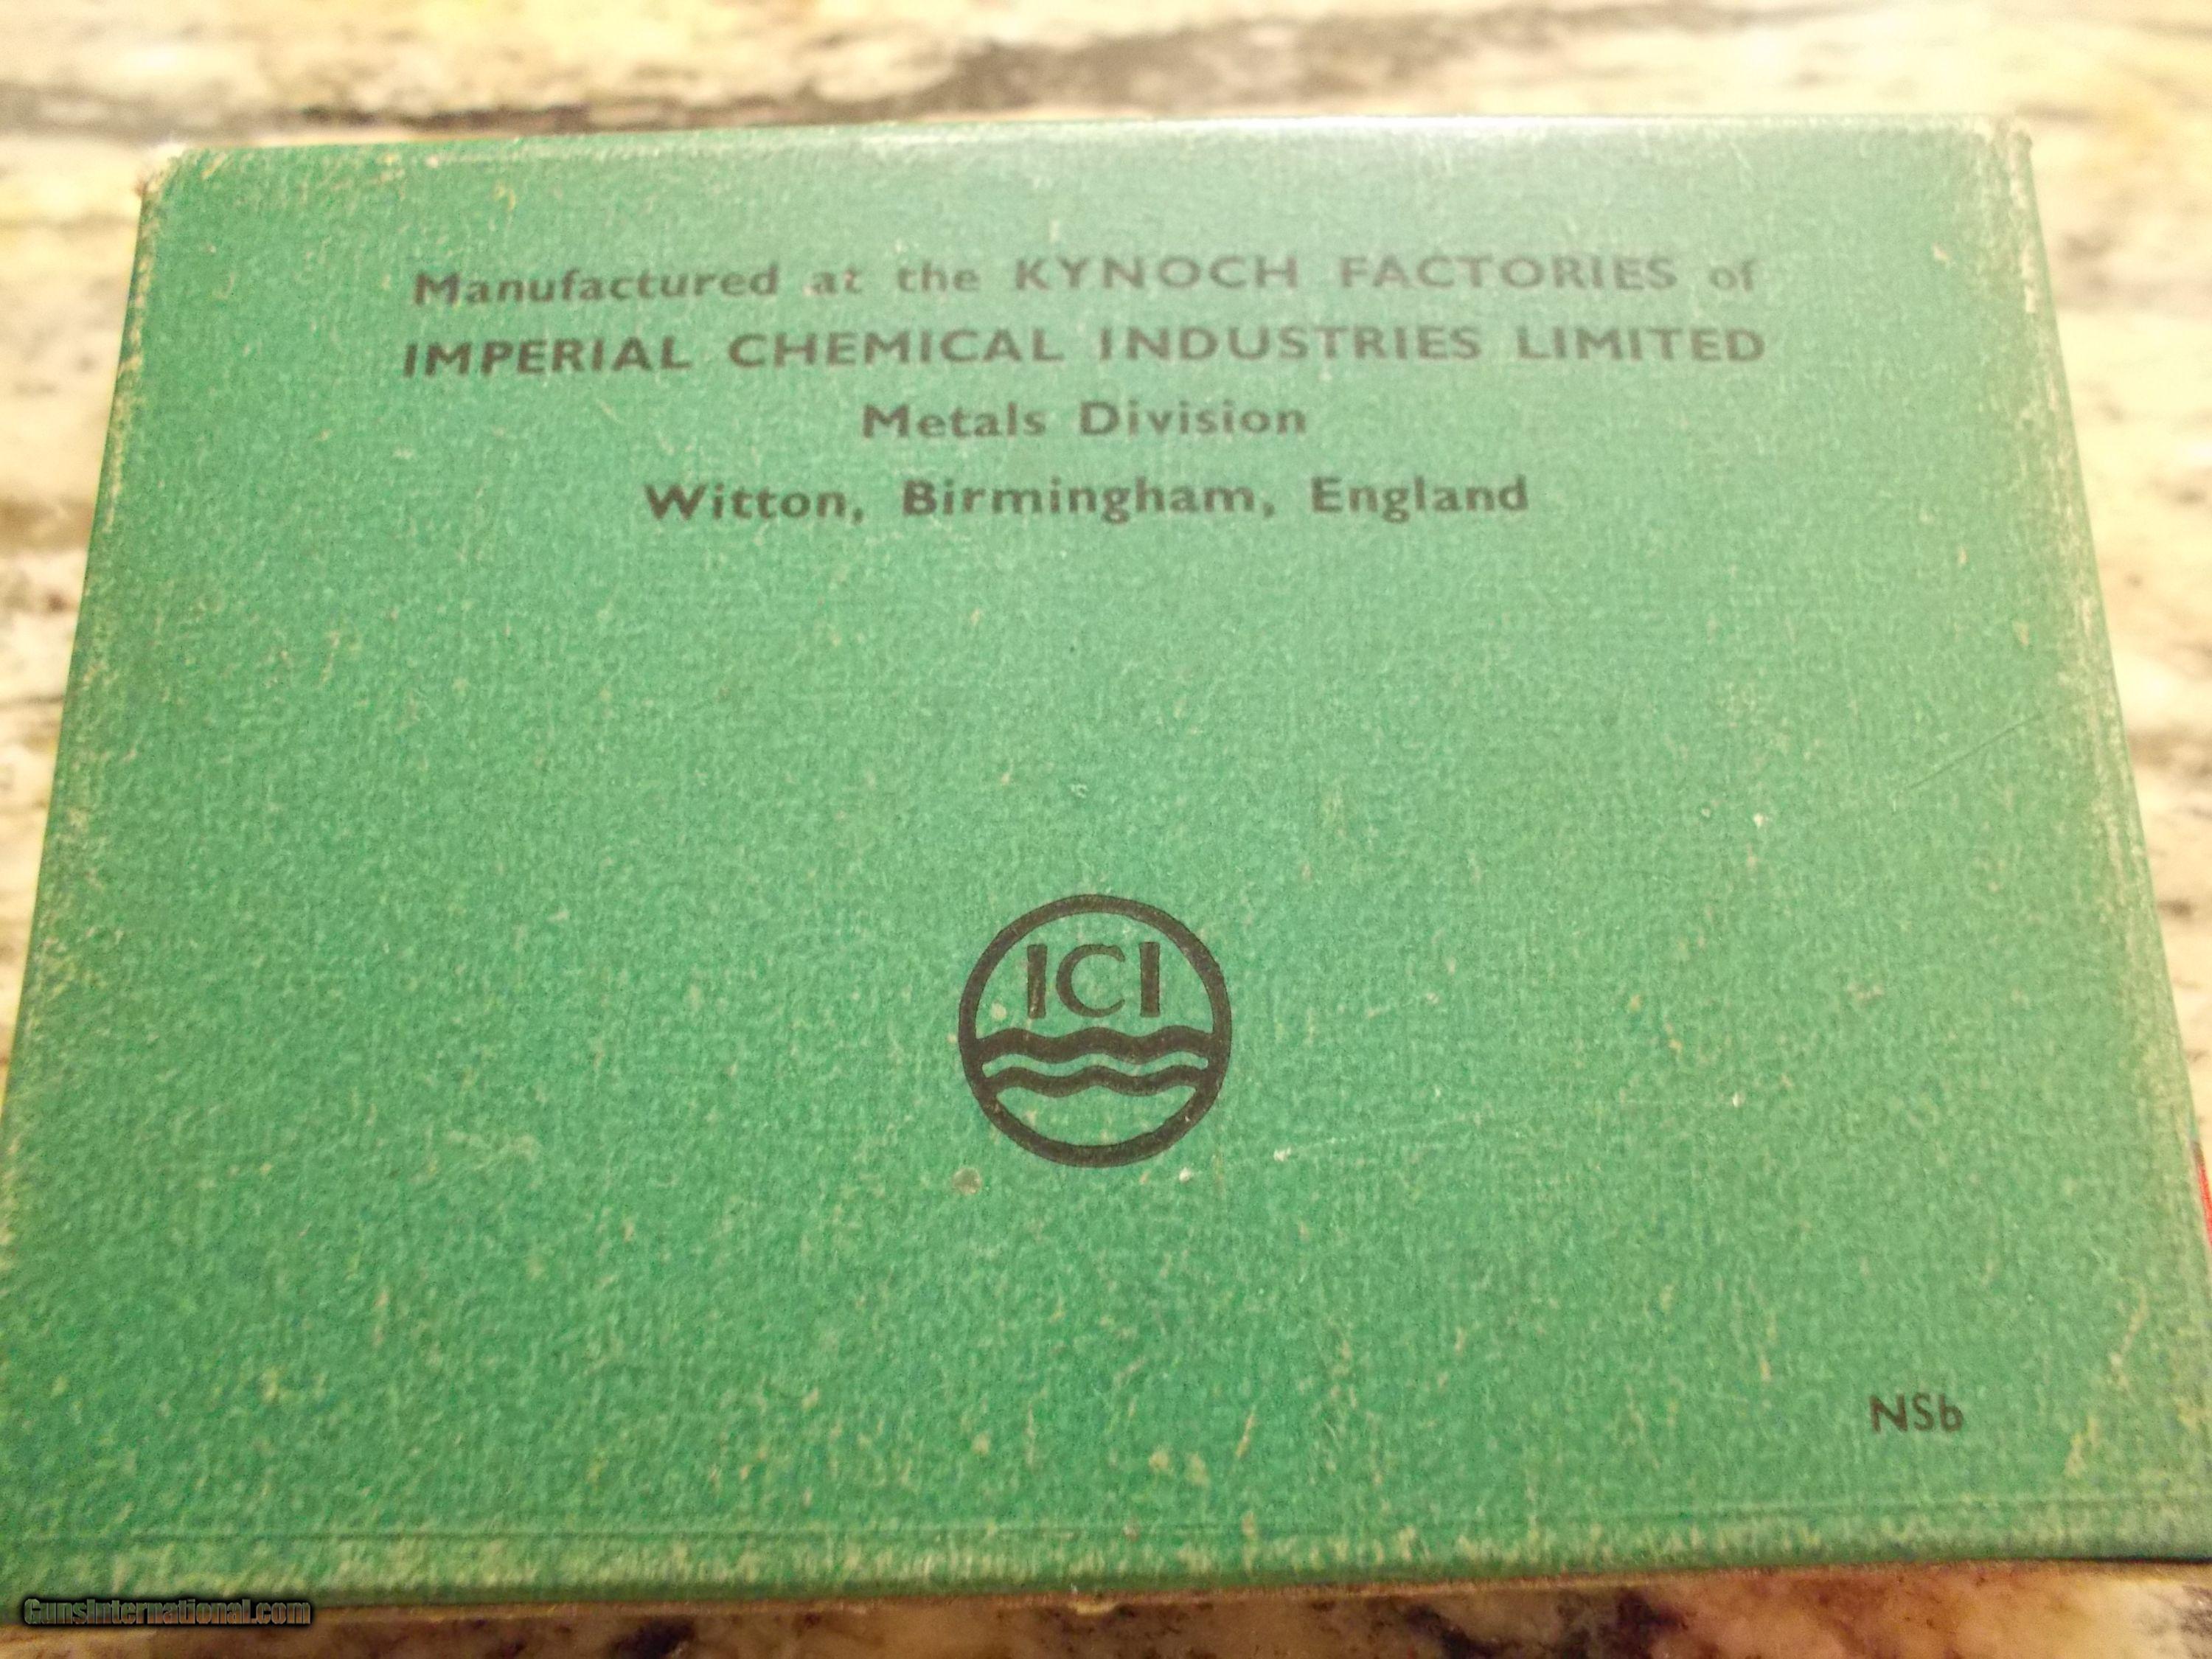 Manufactured at the KYNOCH FACTORIES of
IMPERIAL CHEMICAL INDUSTRIES LIMITED
Metals Division
Witton, Birmingham, England
ICI
NSb
GunsInternational.com